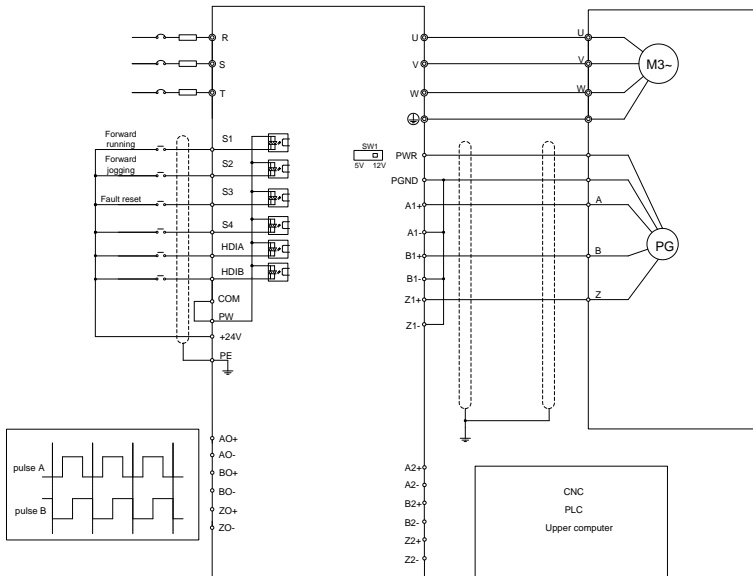 R
S
T
U
V
W
U
V
W
M3~
Forward
running
Forward
jogging
Fault reset
S1
S2
S3
S4
HDIA
HDIB
COM
PW
+24V
PE
SW1
5V 12V
PWR
PGND
A1+
A1-
B1+
B1-
Z1+
Z1-
A
B
Z
PG
pulse A
pulse B
AO+
AO-
BO+
BO-
ZO+
ZO-
A2+
A2-
B2+
B2-
Z2+
Z2-
CNC
PLC
Upper computer